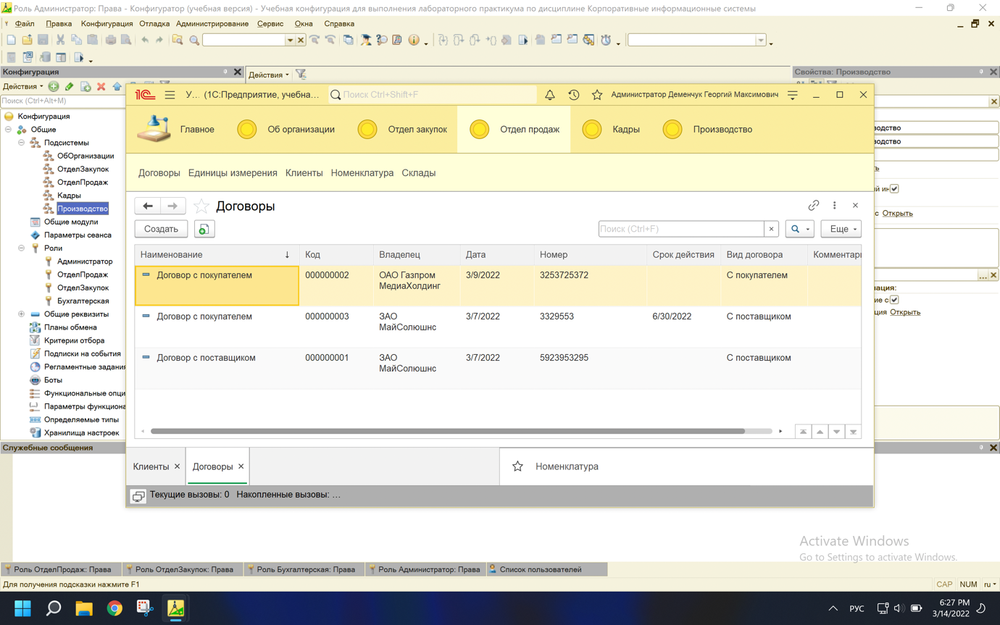 Роль Администратор: Права - Конфигуратор (учебная версия) - Учебная конфигурация для выполнения лабораторного практикума по дисциплине Корпоративные информационные системы
Файл Правка Конфигурация Отладка Администрирование Сервис Окна Справка
Конфигурация
Действия
Поиск (Ctrl+Alt+M)
Конфигурация
Общие
Подсистемы
ОбОрганизации
ОтделЗакупок
ОтделПродаж
Кадры
Производство
Общие модули
Параметры сеанса
Роли
Администратор
ОтделПродаж
ОтделЗакупок
Бухгалтерская
Общие реквизиты
Планы обмена
Критерии отбора
Подписки на события
Регламентные задания
Боты
Функциональные опци
Параметры функциона
Определяемые типы
Хранилища настроек
Действия
Свойства: Производство
водство
водство
Открыть
Открыть
1С У... (1С:Предприятие, учебна... Поиск Ctrl+Shift+F Администратор Деменчук Георгий Максимович
Главное Об организации Отдел закупок Отдел продаж Кадры Производство
Договоры Единицы измерения Клиенты Номенклатура Склады
Договоры
Создать Поиск (Ctrl+F) Еще
Наименование Код Владелец Дата Номер Срок действия Вид договора Комментари
Договор с покупателем 000000002 ОАО Газпром 3/9/2022 3253725372 С покупателем
МедиаХолдинг
Договор с покупателем 000000003 ЗАО 3/7/2022 3329553 6/30/2022 С поставщиком
МайСолюшнс
Договор с поставщиком 000000001 ЗАО 3/7/2022 5923953295 С поставщиком
МайСолюшнс
Клиенты Договоры Номенклатура
Текущие вызовы: 0 Накопленные вызовы: ...
Служебные сообщения
Activate Windows
Go to Settings to activate Windows.
Роль ОтделПродаж: Права Роль ОтделЗакупок: Права Роль Бухгалтерская: Права Роль Администратор: Права Список пользователей
Для получения подсказки нажмите F1 CAP NUM ru
РУС 6:27 PM
3/14/2022